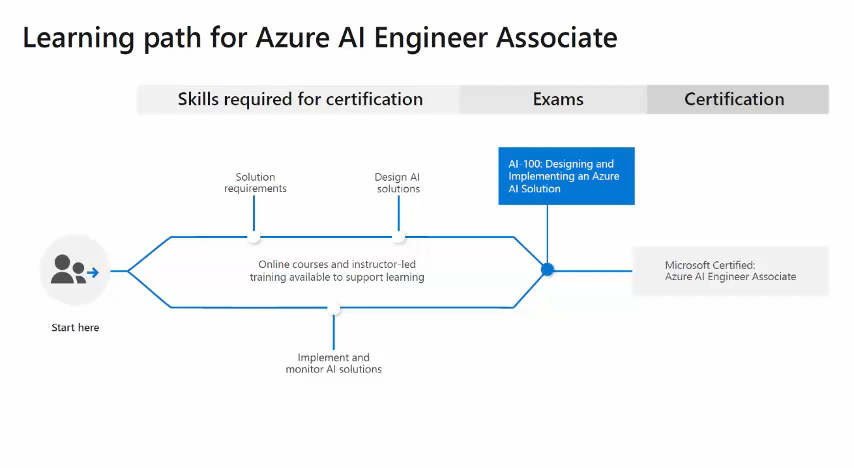 Learning path for Azure AI Engineer Associate
Skills required for certification
Exams
Certification
Solution
requirements
Design AI
solutions
AI-100: Designing and
Implementing an Azure
AI Solution
Online courses and instructor-led
training available to support learning
Microsoft Certified:
Azure AI Engineer Associate
Start here
Implement and
monitor AI solutions